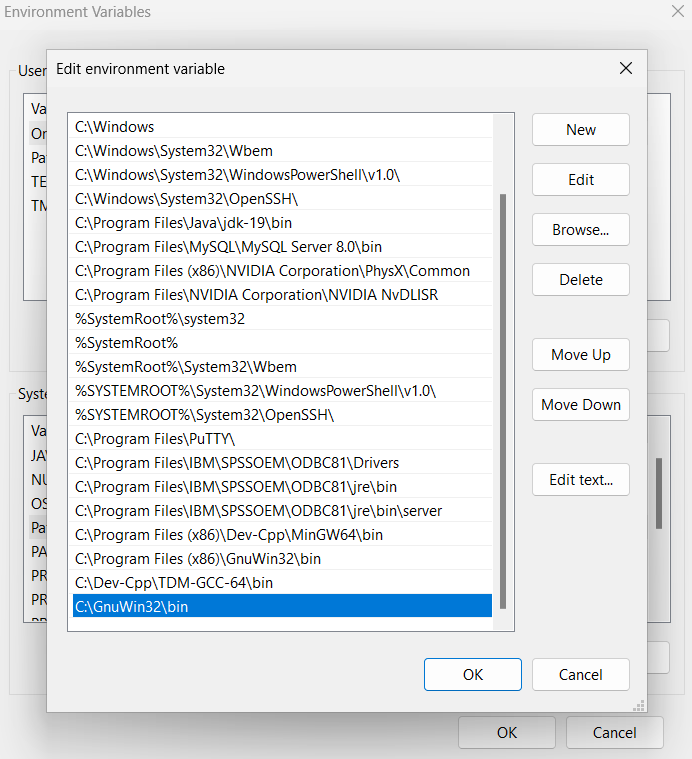 Environment Variables
Edit environment variable
User
Va
On
Pa
TE
TM
C:\Windows
C:\Windows\System32\Wbem
C:\Windows\System32\WindowsPowerShell\v1.0\
C:\Windows\System32\OpenSSH\
C:\Program Files\Java\jdk-19\bin
C:\Program Files\MySQL\MySQL Server 8.0\bin
C:\Program Files (x86)\NVIDIA Corporation\PhysX\Common
C:\Program Files\NVIDIA Corporation\NVIDIA NvDLISR
%SystemRoot%\system32
%SystemRoot%
%SystemRoot%\System32\Wbem
%SYSTEMROOT%\System32\WindowsPowerShell\v1.0\
%SYSTEMROOT%\System32\OpenSSH\
C:\Program Files\PuTTY\
C:\Program Files\IBM\SPSSOEM\ODBC81\Drivers
C:\Program Files\IBM\SPSSOEM\ODBC81\jre\bin
C:\Program Files\IBM\SPSSOEM\ODBC81\jre\bin\server
C:\Program Files (x86)\Dev-Cpp\MinGW64\bin
C:\Program Files (x86)\GnuWin32\bin
C:\Dev-Cpp\TDM-GCC-64\bin
C:\GnuWin32\bin
New
Edit
Browse...
Delete
Move Up
Move Down
Edit text...
OK
Cancel
Syste
Va
JA
NU
OS
Pa
PA
PR
PR
OK
Cancel